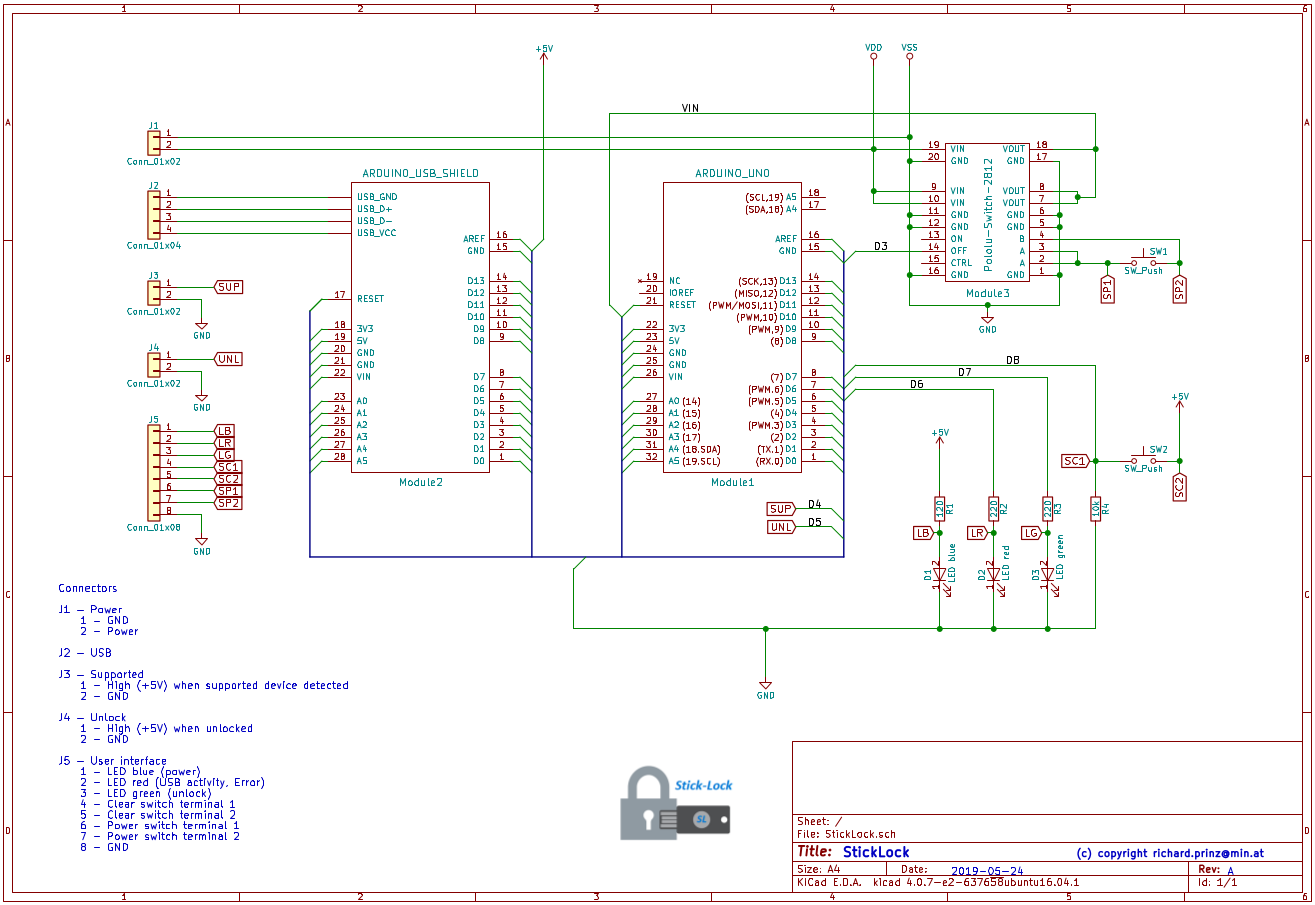 1 2 3 4 5 6
A
B
C
D
+5V
VDD VSS
VIN
J1
1
2
Conn_01x02
J2
1
2
3
4
Conn_01x04
J3
1
2
Conn_01x02
SUP
GND
J4
1
2
Conn_01x02
UNL
GND
J5
1
2
3
4
5
6
7
8
Conn_01x08
LB
LR
LG
SC1
SC2
SP1
SP2
GND
ARDUINO_USB_SHIELD
USB_GND
USB_D+
USB_D-
USB_VCC
AREF 16
GND 15
17 RESET
D13 14
D12 13
D11 12
D10 11
D9 10
D8 9
18 3V3
19 5V
20 GND
21 GND
22 VIN
D7 8
D6 7
D5 6
D4 5
D3 4
D2 3
D1 2
D0 1
23 A0
24 A1
25 A2
26 A3
27 A4
28 A5
Module2
ARDUINO_UNO
(SCL,19) A5 18
(SDA,18) A4 17
AREF 16
GND 15
19 NC
20 IOREF
21 RESET
(SCK,13) D13 14
(MISO,12) D12 13
(PWM/MOSI,11) D11 12
(PWM,10) D10 11
(PWM,9) D9 10
(8) D8 9
22 3V3
23 5V
24 GND
25 GND
26 VIN
(7) D7 8
(PWM.6) D6 7
(PWM.5) D5 6
(4) D4 5
(PWM.3) D3 4
(2) D2 3
(TX.1) D1 2
(RX.0) D0 1
27 A0 (14)
28 A1 (15)
29 A2 (16)
30 A3 (17)
31 A4 (18.SDA)
32 A5 (19.SCL)
Module1
SUP D4
UNL D5
D3
D8
D7
D6
19 VIN VOUT 18
20 GND GND 17
9 VIN VOUT 8
10 VIN VOUT 7
11 GND GND 6
12 GND GND 5
13 ON B 4
14 OFF A 3
15 CTRL A 2
16 GND GND 1
Pololu-Switch-2812
Module3
GND
SW1
SW_Push
SP1
SP2
+5V
SC1
SW2
SW_Push
SC2
+5V
120 R1
220 R2
220 R3
10k R4
LB
LR
LG
D1 1 2 LED blue
D2 1 2 LED red
D3 1 2 LED green
GND
Connectors
J1 - Power
1 - GND
2 - Power
J2 - USB
J3 - Supported
1 - High (+5V) when supported device detected
2 - GND
J4 - Unlock
1 - High (+5V) when unlocked
2 - GND
J5 - User interface
1 - LED blue (power)
2 - LED red (USB activity, Error)
3 - LED green (unlock)
4 - Clear switch terminal 1
5 - Clear switch terminal 2
6 - Power switch terminal 1
7 - Power switch terminal 2
8 - GND
Stick-Lock
SL
Sheet: /
File: StickLock.sch
Title: StickLock (c) copyright richard.prinz@min.at
Size: A4 Date: 2019-05-24 Rev: A
KiCad E.D.A. kicad 4.0.7-e2-637658ubuntu16.04.1 Id: 1/1
1 2 3 4 5 6
A
B
C
D